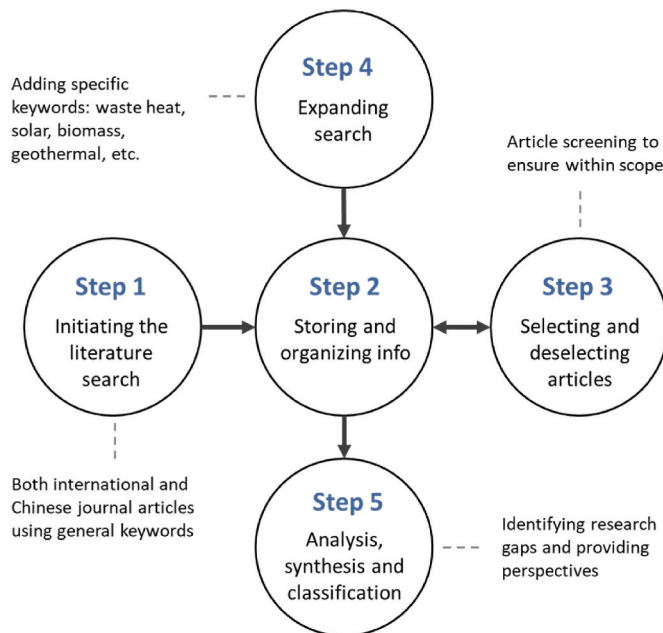 Step 4
Expanding
search
Adding specific
keywords: waste heat,
solar, biomass,
geothermal, etc.
Article screening to
ensure within scope
Step 1
Initiating the
literature
search
Step 2
Storing and
organizing info
Step 3
Selecting and
deselecting
articles
Both international and
Chinese journal articles
using general keywords
Step 5
Analysis,
synthesis and
classification
Identifying research
gaps and providing
perspectives